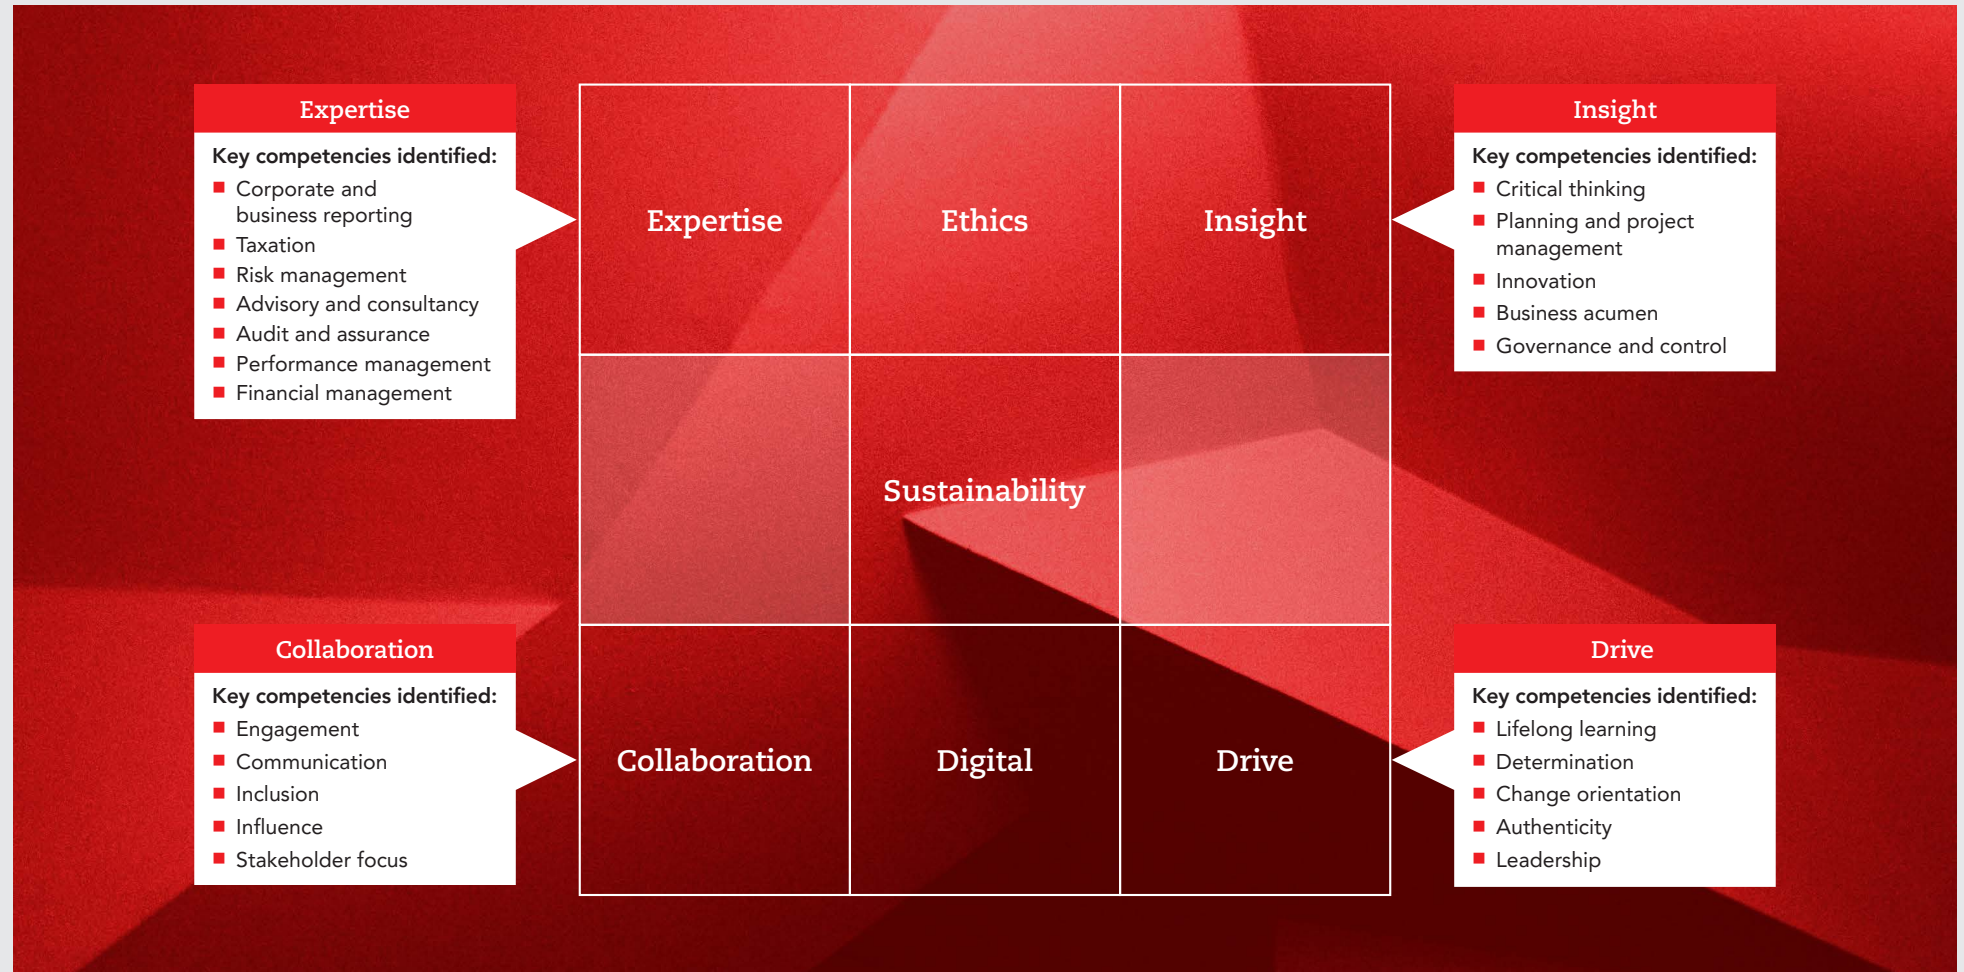 Expertise
Key competencies identified:
Corporate and
business reporting
Taxation
Risk management
Advisory and consultancy
Audit and assurance
Performance management
Financial management
Expertise
Ethics
Insight
Insight
Key competencies identified:
Critical thinking
Planning and project
management
Innovation
Business acumen
Governance and control
Sustainability
Collaboration
Key competencies identified:
Engagement
Communication
Inclusion
Influence
Stakeholder focus
Collaboration
Digital
Drive
Drive
Key competencies identified:
Lifelong learning
Determination
Change orientation
Authenticity
Leadership